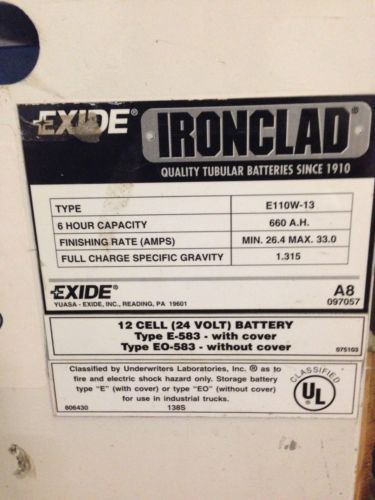 EXIDE® IRONCLAD®
QUALITY TUBULAR BATTERIES SINCE 1910
TYPE E110W-13
6 HOUR CAPACITY 660 A.H.
FINISHING RATE (AMPS) MIN. 26.4 MAX. 33.0
FULL CHARGE SPECIFIC GRAVITY 1.315
EXIDE® A8
YUASA - EXIDE, INC., READING, PA 19601 097057
12 CELL (24 VOLT) BATTERY
Type E-583 - with cover
Type EO-583 - without cover 075103
Classified by Underwriters Laboratories, Inc. ® as to
fire and electric shock hazard only. Storage battery
type "E" (with cover) or type "EO" (without cover)
for use in industrial trucks.
806430 138S
CLASSIFIED
UL ®